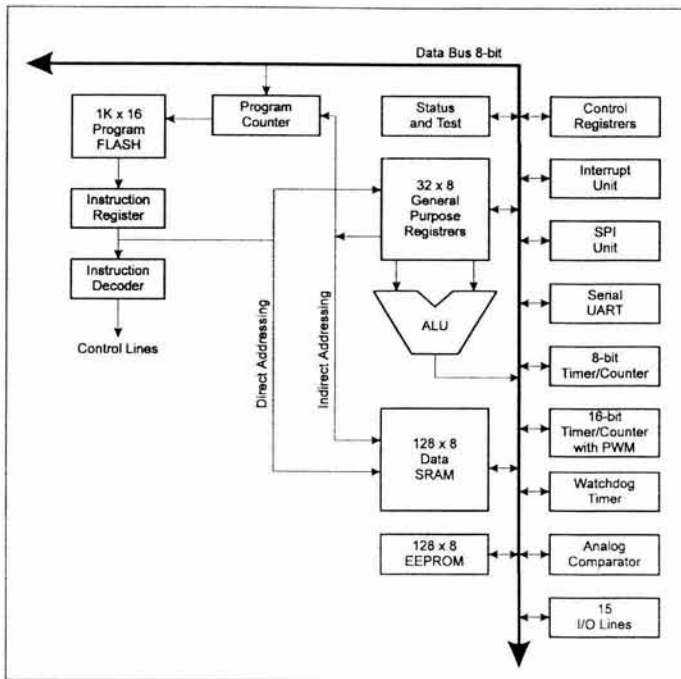 Data Bus 8-bit
1K x 16
Program
FLASH
Program
Counter
Status
and Test
Control
Registrers
Instruction
Register
32 x 8
General
Purpose
Registrers
Interrupt
Unit
Instruction
Decoder
SPI
Unit
Control Lines
Direct Addressing
Indirect Addressing
ALU
Serial
UART
8-bit
Timer/Counter
128 x 8
Data
SRAM
16-bit
Timer/Counter
with PWM
Watchdog
Timer
128 x 8
EEPROM
Analog
Comparator
15
I/O Lines